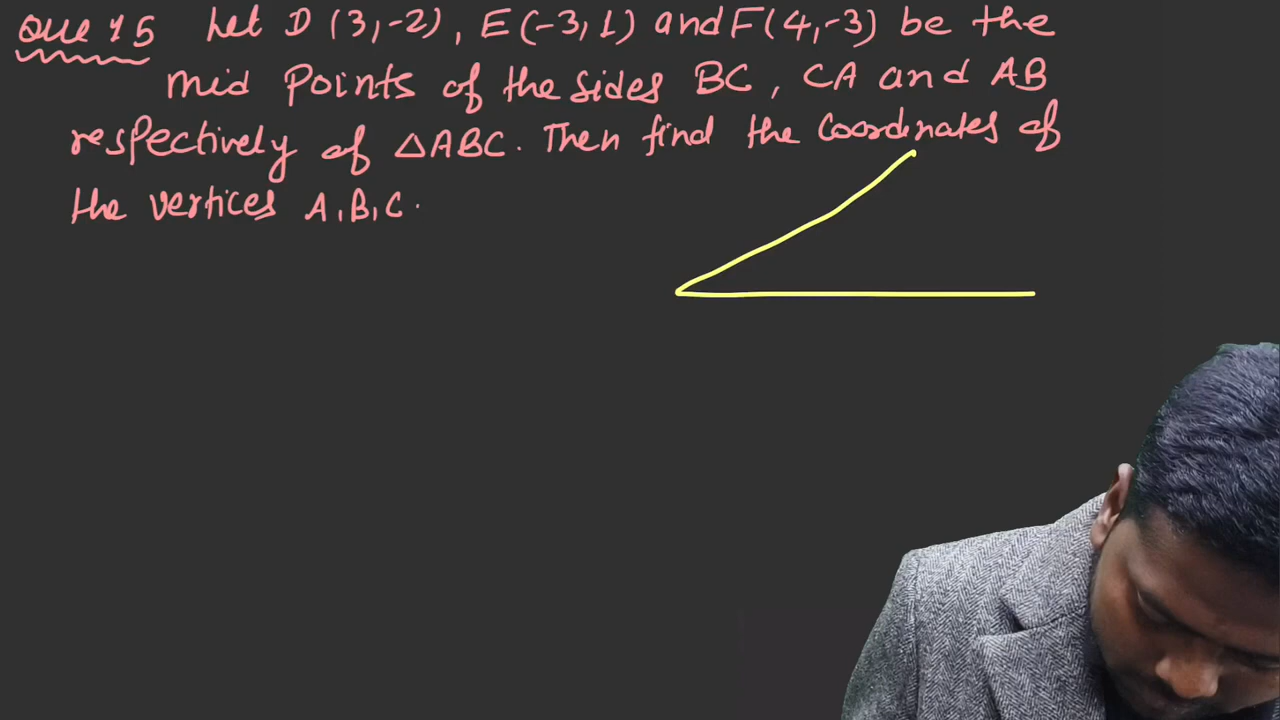 Que 15 Let D (3,-2), E(-3,1) and F(4,-3) be the
mid points of the sides BC, CA and AB
respectively of △ABC. Then find the coordinates of
the vertices A,B,C.